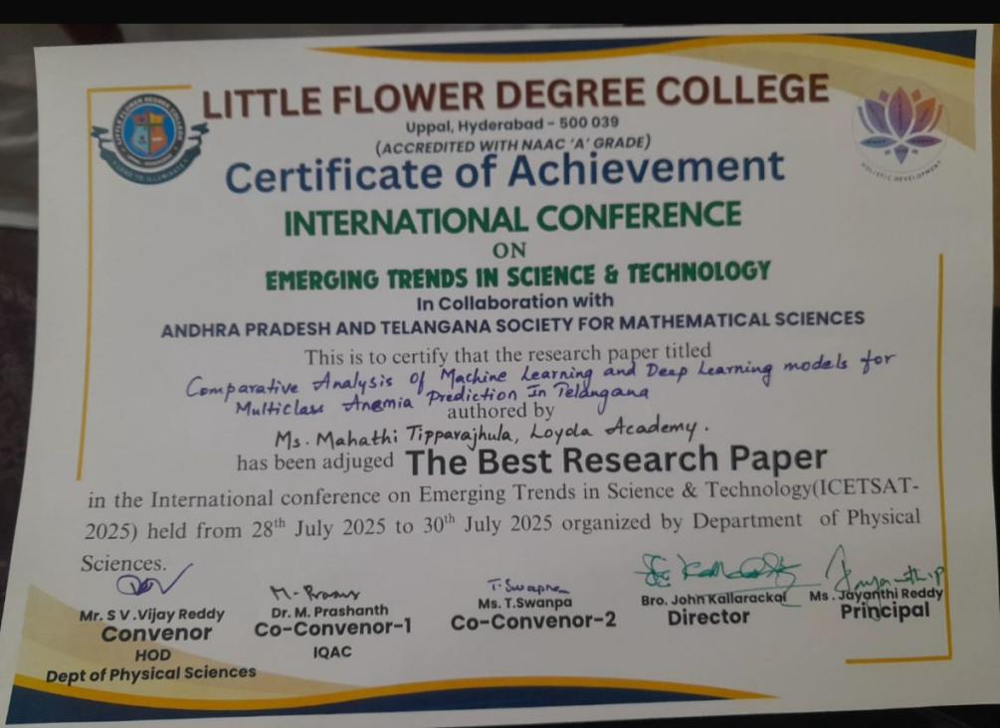 LITTLE FLOWER DEGREE COLLEGE
Uppal, Hyderabad - 500 039
(ACCREDITED WITH NAAC 'A' GRADE)
HOLISTIC DEVELOPMENT
Certificate of Achievement
INTERNATIONAL CONFERENCE
ON
EMERGING TRENDS IN SCIENCE & TECHNOLOGY
In Collaboration with
ANDHRA PRADESH AND TELANGANA SOCIETY FOR MATHEMATICAL SCIENCES
This is to certify that the research paper titled
Comparative Analysis Of Machine Learning and Deep Learning models for
Multiclass Anemia Prediction In Telangana
authored by
Ms. Mahathi Tipparajhula, Loyola Academy.
has been adjuged The Best Research Paper
in the International conference on Emerging Trends in Science & Technology(ICETSAT-
2025) held from 28th July 2025 to 30th July 2025 organized by Department of Physical
Sciences.
T. Swapna
Mr. S V .Vijay Reddy
Convenor
HOD
Dept of Physical Sciences
Dr. M. Prashanth
Co-Convenor-1
IQAC
Ms. T.Swanpa
Co-Convenor-2
Bro. John Kallarackal
Director
Ms . Jayanthi Reddy
Principal